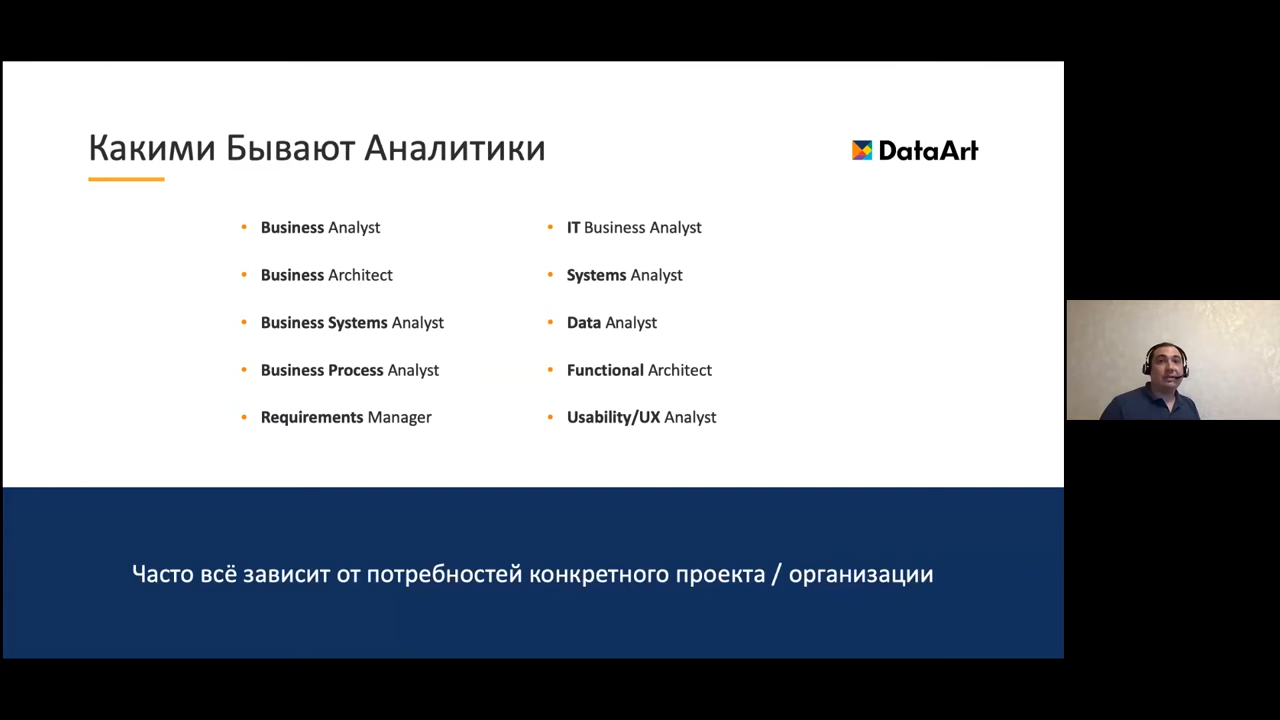 Какими Бывают Аналитики
DataArt
• Business Analyst
• Business Architect
• Business Systems Analyst
• Business Process Analyst
• Requirements Manager
• IT Business Analyst
• Systems Analyst
• Data Analyst
• Functional Architect
• Usability/UX Analyst
Часто всё зависит от потребностей конкретного проекта / организации